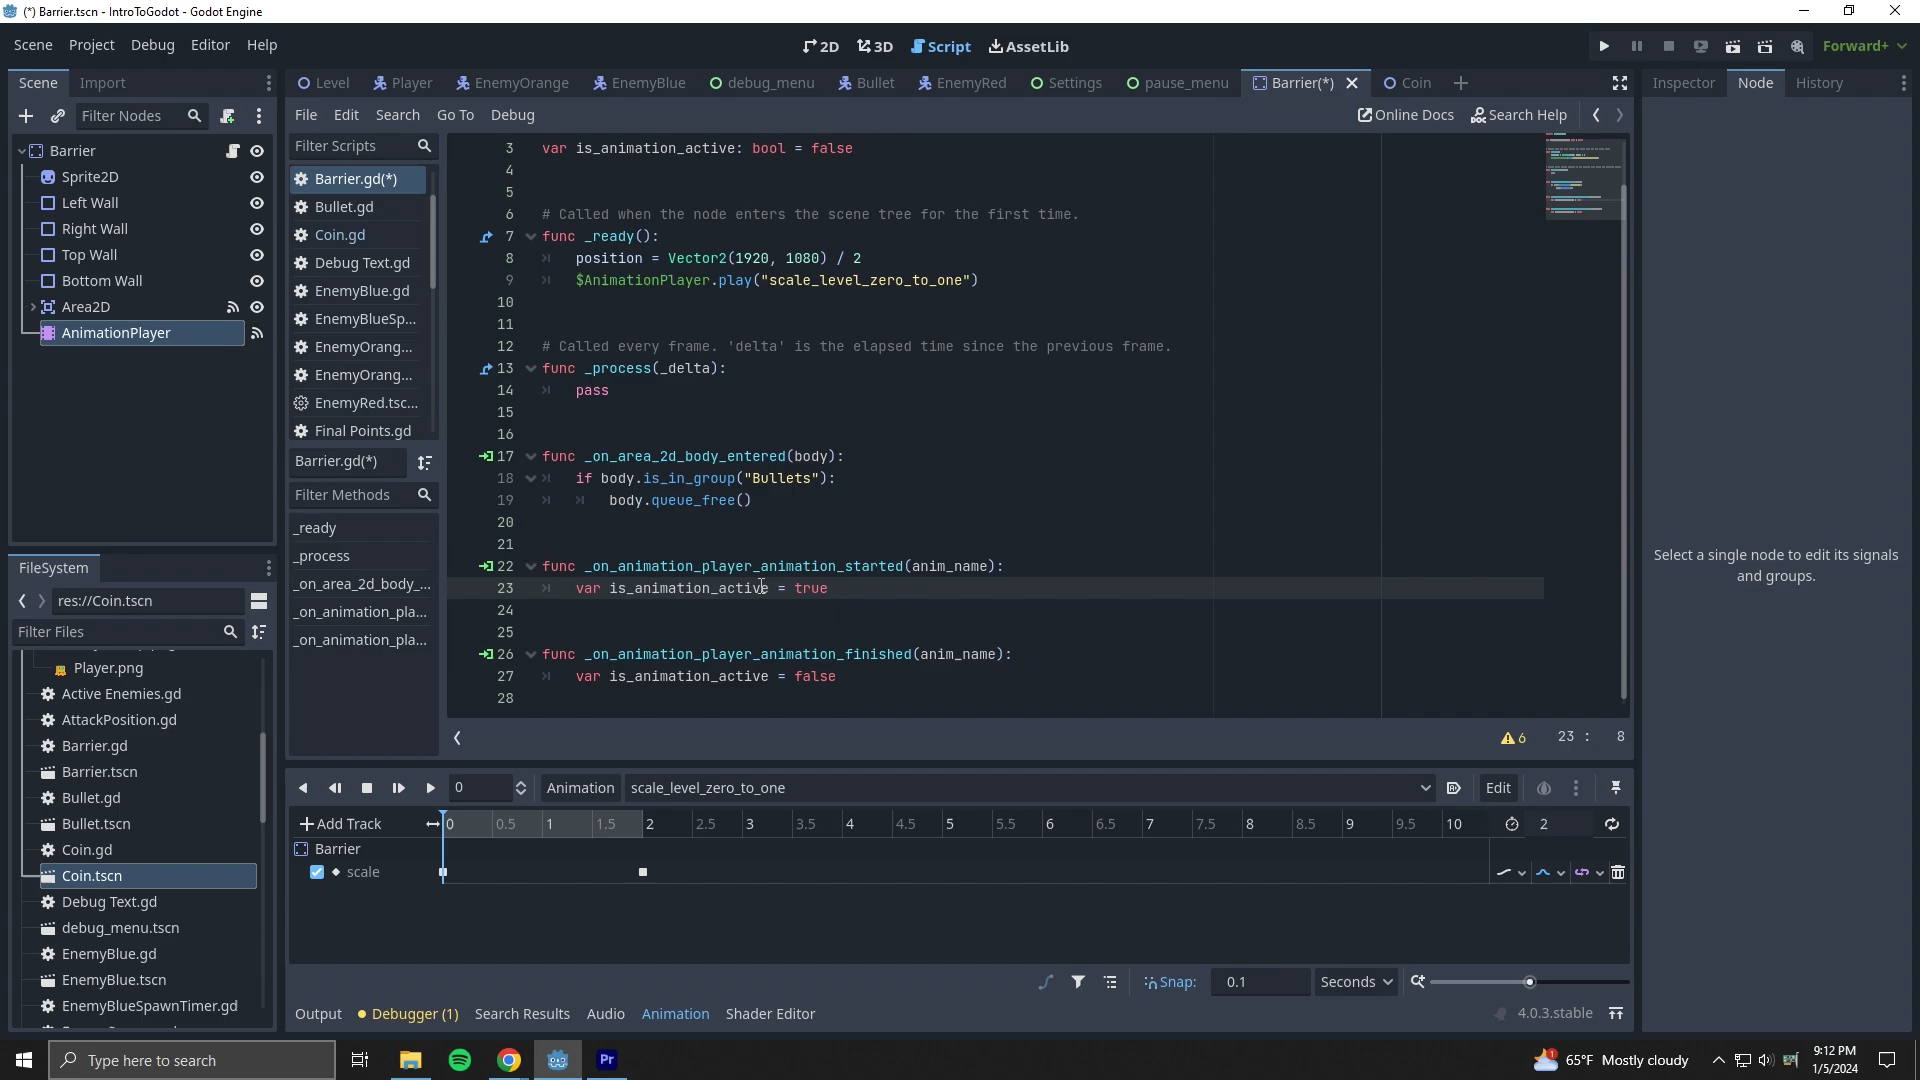 (*) Barrier.tscn - IntroToGodot - Godot Engine
Scene Project Debug Editor Help
2D 3D Script AssetLib
Forward+
Scene Import
Level Player EnemyOrange EnemyBlue debug_menu Bullet EnemyRed Settings pause_menu Barrier(*) Coin
Inspector Node History
Filter Nodes
File Edit Search Go To Debug
Online Docs Search Help
Barrier
Sprite2D
Left Wall
Right Wall
Top Wall
Bottom Wall
Area2D
AnimationPlayer
Filter Scripts
Barrier.gd(*)
Bullet.gd
Coin.gd
Debug Text.gd
EnemyBlue.gd
EnemyBlueSp...
EnemyOrang...
EnemyOrang...
EnemyRed.tsc...
Final Points.gd
Barrier.gd(*)
Filter Methods
_ready
_process
_on_area_2d_body_...
_on_animation_pla...
_on_animation_pla...
3 var is_animation_active: bool = false
4
5
6 # Called when the node enters the scene tree for the first time.
7 func _ready():
8 position = Vector2(1920, 1080) / 2
9 $AnimationPlayer.play("scale_level_zero_to_one")
10
11
12 # Called every frame. 'delta' is the elapsed time since the previous frame.
13 func _process(_delta):
14 pass
15
16
17 func _on_area_2d_body_entered(body):
18 if body.is_in_group("Bullets"):
19 body.queue_free()
20
21
22 func _on_animation_player_animation_started(anim_name):
23 var is_animation_active = true
24
25
26 func _on_animation_player_animation_finished(anim_name):
27 var is_animation_active = false
28
6 23 : 8
Select a single node to edit its signals
and groups.
FileSystem
res://Coin.tscn
Filter Files
Player.png
Active Enemies.gd
AttackPosition.gd
Barrier.gd
Barrier.tscn
Bullet.gd
Bullet.tscn
Coin.gd
Coin.tscn
Debug Text.gd
debug_menu.tscn
EnemyBlue.gd
EnemyBlue.tscn
EnemyBlueSpawnTimer.gd
0 Animation scale_level_zero_to_one Edit
Add Track 0 0.5 1 1.5 2 2.5 3 3.5 4 4.5 5 5.5 6 6.5 7 7.5 8 8.5 9 9.5 10 2
Barrier
scale
Snap: 0.1 Seconds
Output Debugger (1) Search Results Audio Animation Shader Editor
4.0.3.stable
Type here to search
Pr
1
65°F Mostly cloudy
9:12 PM
1/5/2024